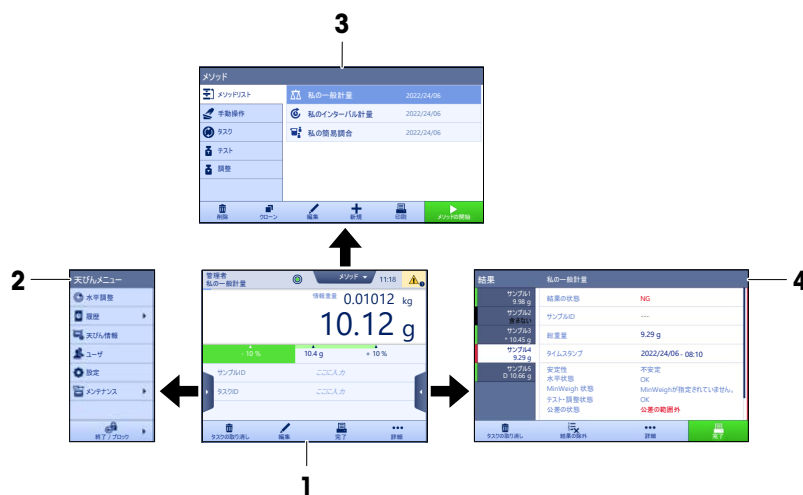 3
メソッド
メソッドリスト
私の一般計量 2022/24/06
手動操作
私のインターバル計量 2022/24/06
タスク
私の簡易調合 2022/24/06
テスト
調整
削除 クローン 編集 新規 印刷 メソッドの開始
2
天びんメニュー
水平調整
履歴
天びん情報
ユーザ
設定
メンテナンス
終了 / ブロック
管理者
私の一般計量
メソッド
11:18
情報重量 0.01012 kg
10.12 g
- 10 % 10.4 g + 10 %
サンプルID ここに入力
タスクID ここに入力
タスクの取り消し 編集 完了 詳細
1
4
結果 私の一般計量
サンプル1
9.98 g
サンプル2
含まない
サンプル3
* 10.45 g
サンプル4
9.29 g
サンプル5
D 10.66 g
結果の状態 NG
サンプルID ---
総重量 9.29 g
タイムスタンプ 2022/24/06 - 08:10
安定性 不安定
水平状態 OK
MinWeigh 状態 MinWeighが指定されていません。
テスト・調整状態 OK
公差の状態 公差の範囲外
タスクの取り消し 結果の除外 詳細 完了